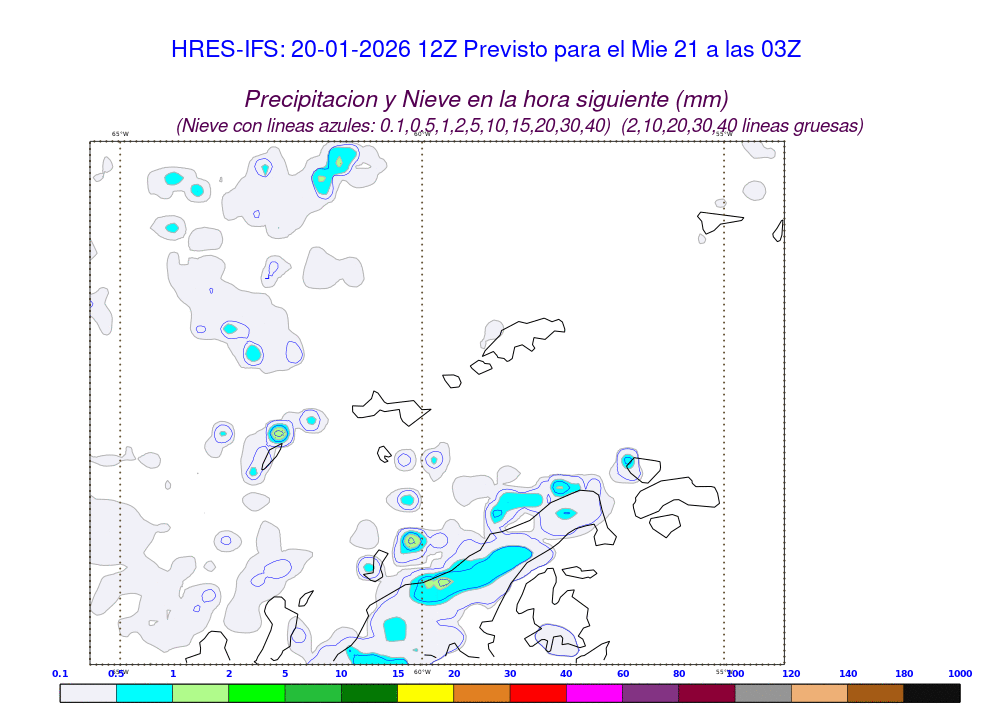 HRES-IFS: 20-01-2026 12Z Previsto para el Mie 21 a las 03Z
Precipitacion y Nieve en la hora siguiente (mm)
(Nieve con lineas azules: 0.1,0.5,1,2,5,10,15,20,30,40)  (2,10,20,30,40 lineas gruesas)
65°W 60°W 55°W
65°W 60°W 55°W
0.1 0.5 1 2 5 10 15 20 30 40 60 80 100 120 140 180 1000